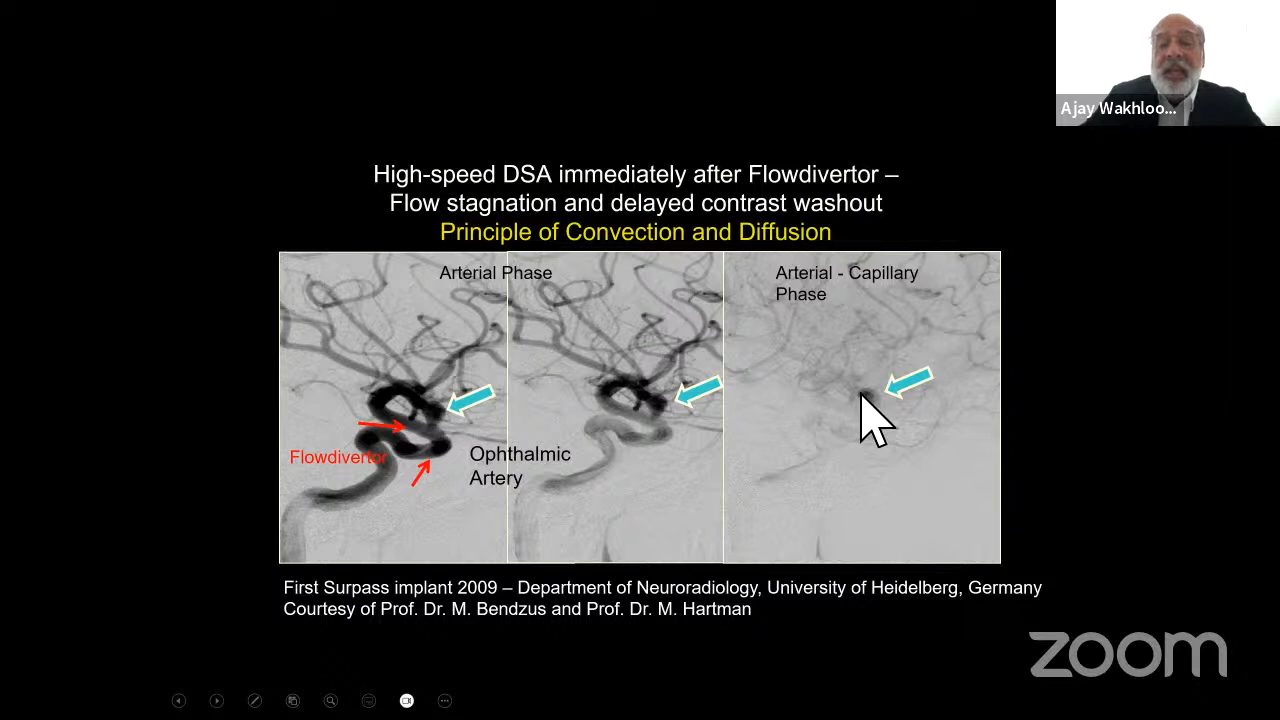 Ajay Wakhloo...
High-speed DSA immediately after Flowdivertor –
Flow stagnation and delayed contrast washout
Principle of Convection and Diffusion
Arterial Phase
Arterial - Capillary
Phase
Flowdivertor
Ophthalmic
Artery
First Surpass implant 2009 – Department of Neuroradiology, University of Heidelberg, Germany
Courtesy of Prof. Dr. M. Bendzus and Prof. Dr. M. Hartman
zoom